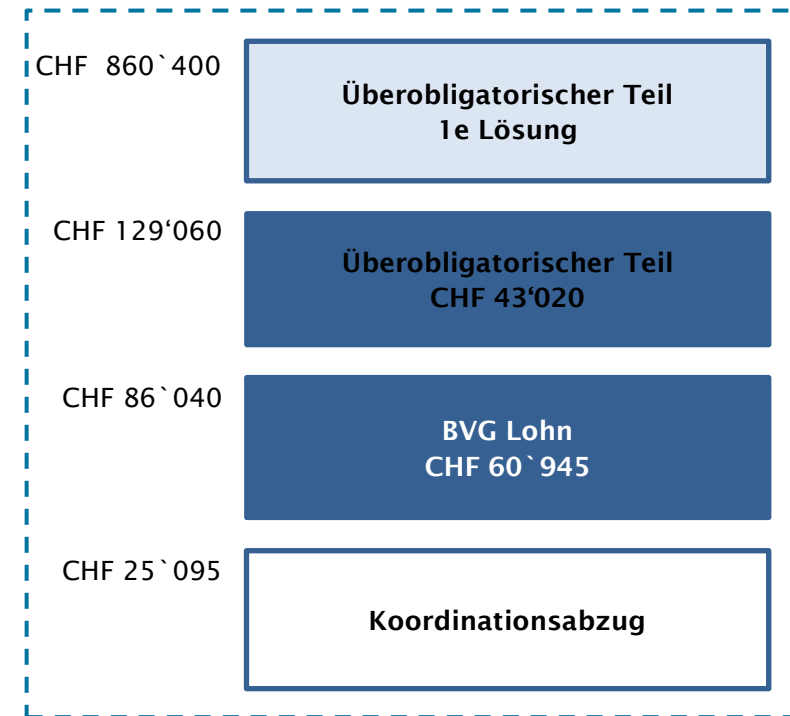 CHF  860`400
Überobligatorischer Teil
1e Lösung
CHF 129‘060
Überobligatorischer Teil
CHF 43‘020
CHF 86`040
BVG Lohn
CHF 60`945
CHF 25`095
Koordinationsabzug